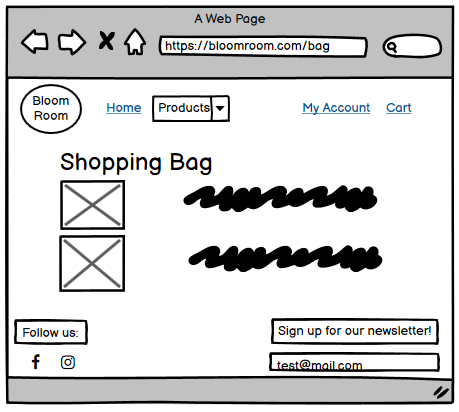 A Web Page
https://bloomroom.com/bag
Bloom
Room
Home
Products
My Account
Cart
Shopping Bag
Follow us:
Sign up for our newsletter!
test@mail.com